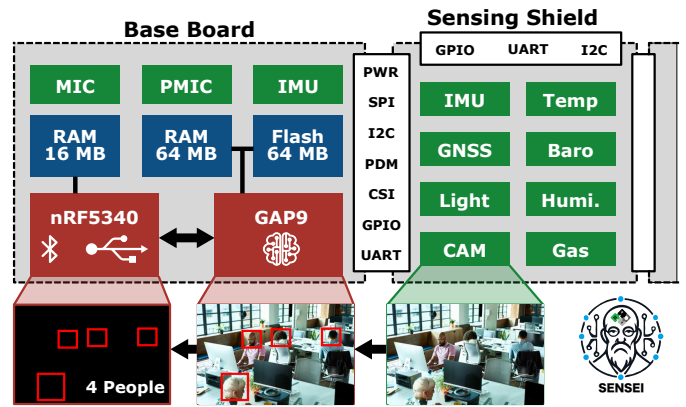 Base Board
Sensing Shield
GPIO UART I2C
MIC
PMIC
IMU
RAM
16 MB
RAM
64 MB
Flash
64 MB
nRF5340
GAP9
PWR
SPI
I2C
PDM
CSI
GPIO
UART
IMU
Temp
GNSS
Baro
Light
Humi.
CAM
Gas
4 People
SENSEI